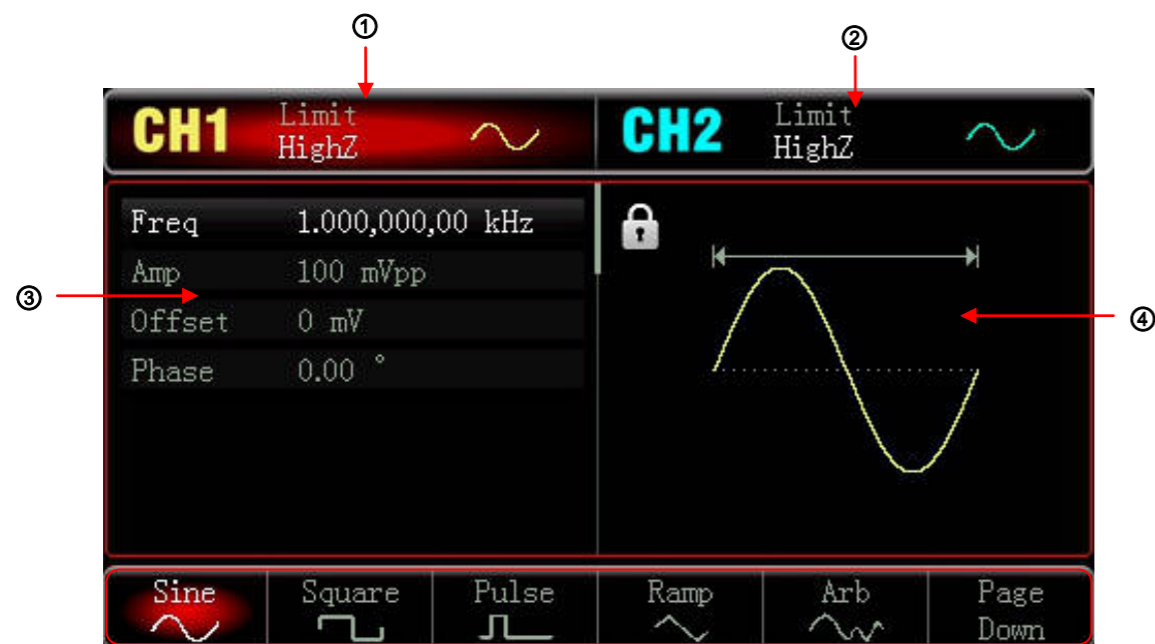 ① ②
CH1 Limit HighZ CH2 Limit HighZ
Freq 1.000,000,00 kHz
Amp 100 mVpp
③ ④
Offset 0 mV
Phase 0.00 °
Sine Square Pulse Ramp Arb Page Down